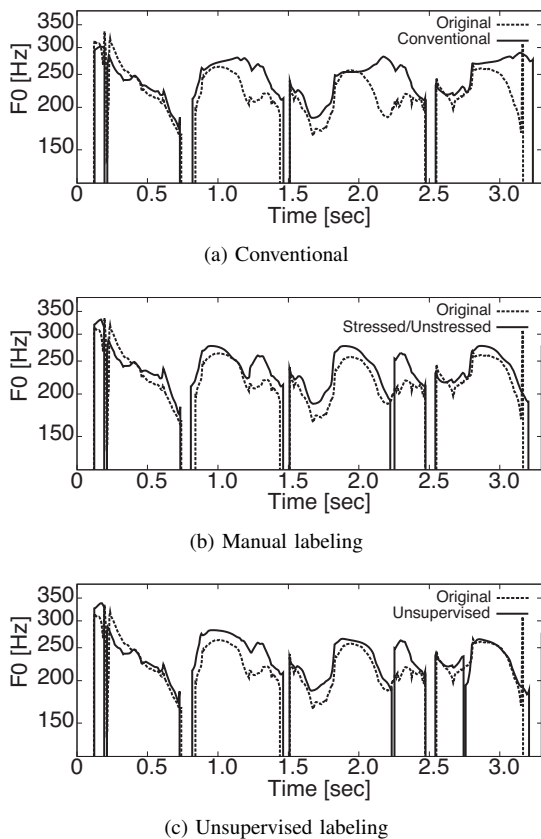 350
300
250
200
150
F0 [Hz]
Original
Conventional
0
0.5
1.0
1.5
2.0
2.5
3.0
Time [sec]
(a) Conventional
350
300
250
200
150
F0 [Hz]
Original
Stressed/Unstressed
0
0.5
1.0
1.5
2.0
2.5
3.0
Time [sec]
(b) Manual labeling
350
300
250
200
150
F0 [Hz]
Original
Unsupervised
0
0.5
1.0
1.5
2.0
2.5
3.0
Time [sec]
(c) Unsupervised labeling